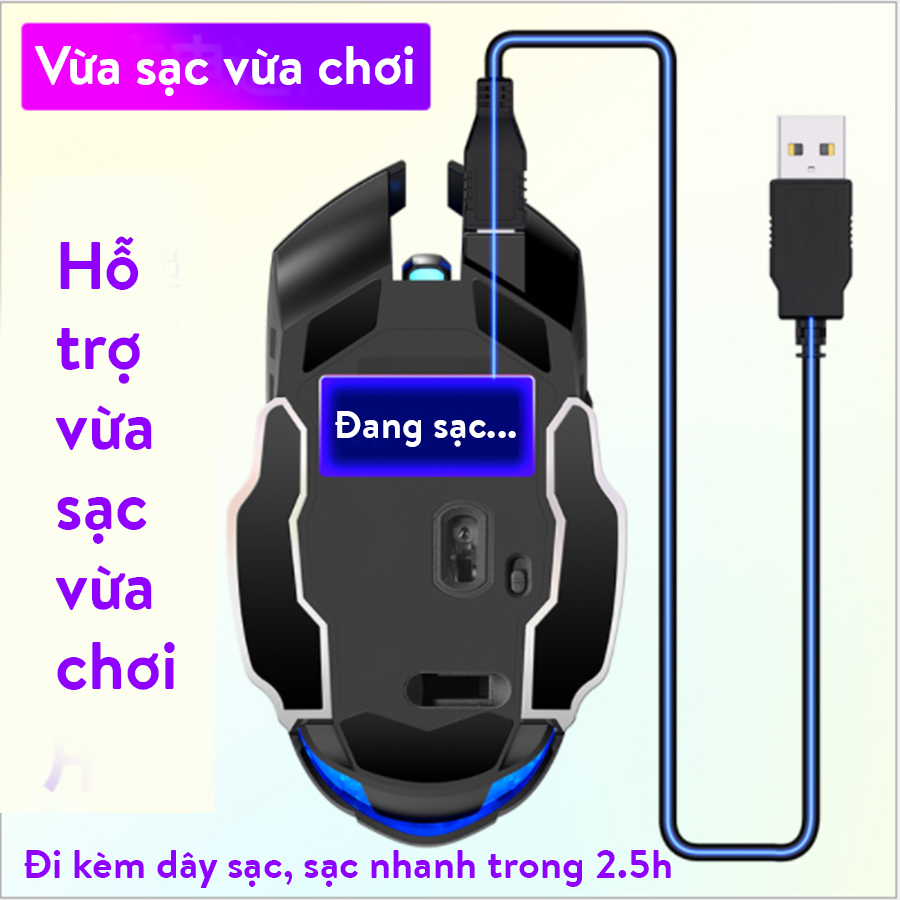 Vừa sạc vừa chơi
Hỗ
trợ
vừa
sạc
vừa
chơi
Đang sạc...
Đi kèm dây sạc, sạc nhanh trong 2.5h